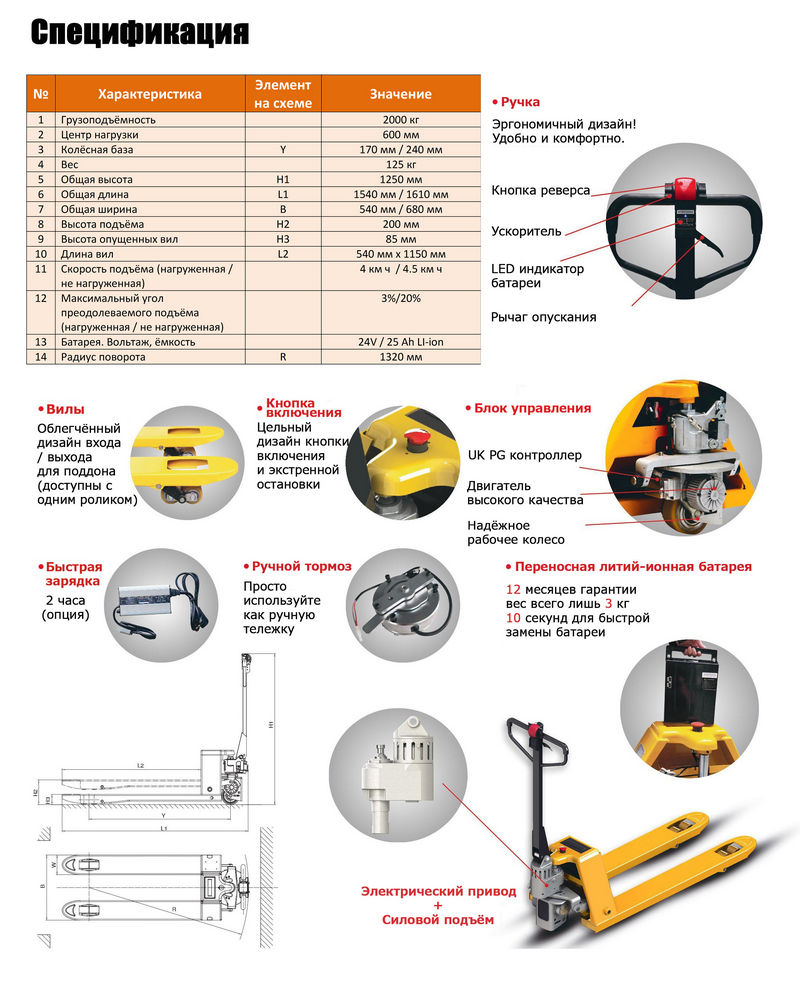 Спецификация
№ Характеристика Элемент на схеме Значение
1 Грузоподъёмность 2000 кг
2 Центр нагрузки 600 мм
3 Колёсная база Y 170 мм / 240 мм
4 Вес 125 кг
5 Общая высота H1 1250 мм
6 Общая длина L1 1540 мм / 1610 мм
7 Общая ширина B 540 мм / 680 мм
8 Высота подъёма H2 200 мм
9 Высота опущенных вил H3 85 мм
10 Длина вил L2 540 мм x 1150 мм
11 Скорость подъёма (нагруженная / 4 км ч / 4.5 км ч
не нагруженная)
12 Максимальный угол 3%/20%
преодолеваемого подъёма
(нагруженная / не нагруженная)
13 Батарея. Вольтаж, ёмкость 24V / 25 Ah LI-ion
14 Радиус поворота R 1320 мм
• Ручка
Эргономичный дизайн!
Удобно и комфортно.
Кнопка реверса
Ускоритель
LED индикатор
батареи
Рычаг опускания
• Вилы
Облегчённый
дизайн входа
/ выхода
для поддона
(доступны с
одним роликом)
• Кнопка
включения
Цельный
дизайн кнопки
включения
и экстренной
остановки
• Блок управления
UK PG контроллер
Двигатель
высокого качества
Надёжное
рабочее колесо
• Быстрая
зарядка
2 часа
(опция)
• Ручной тормоз
Просто
используйте
как ручную
тележку
• Переносная литий-ионная батарея
12 месяцев гарантии
вес всего лишь 3 кг
10 секунд для быстрой
замены батареи
H1
L2
H2
H3
Y
L1
W
B
R
Электрический привод
+
Силовой подъём